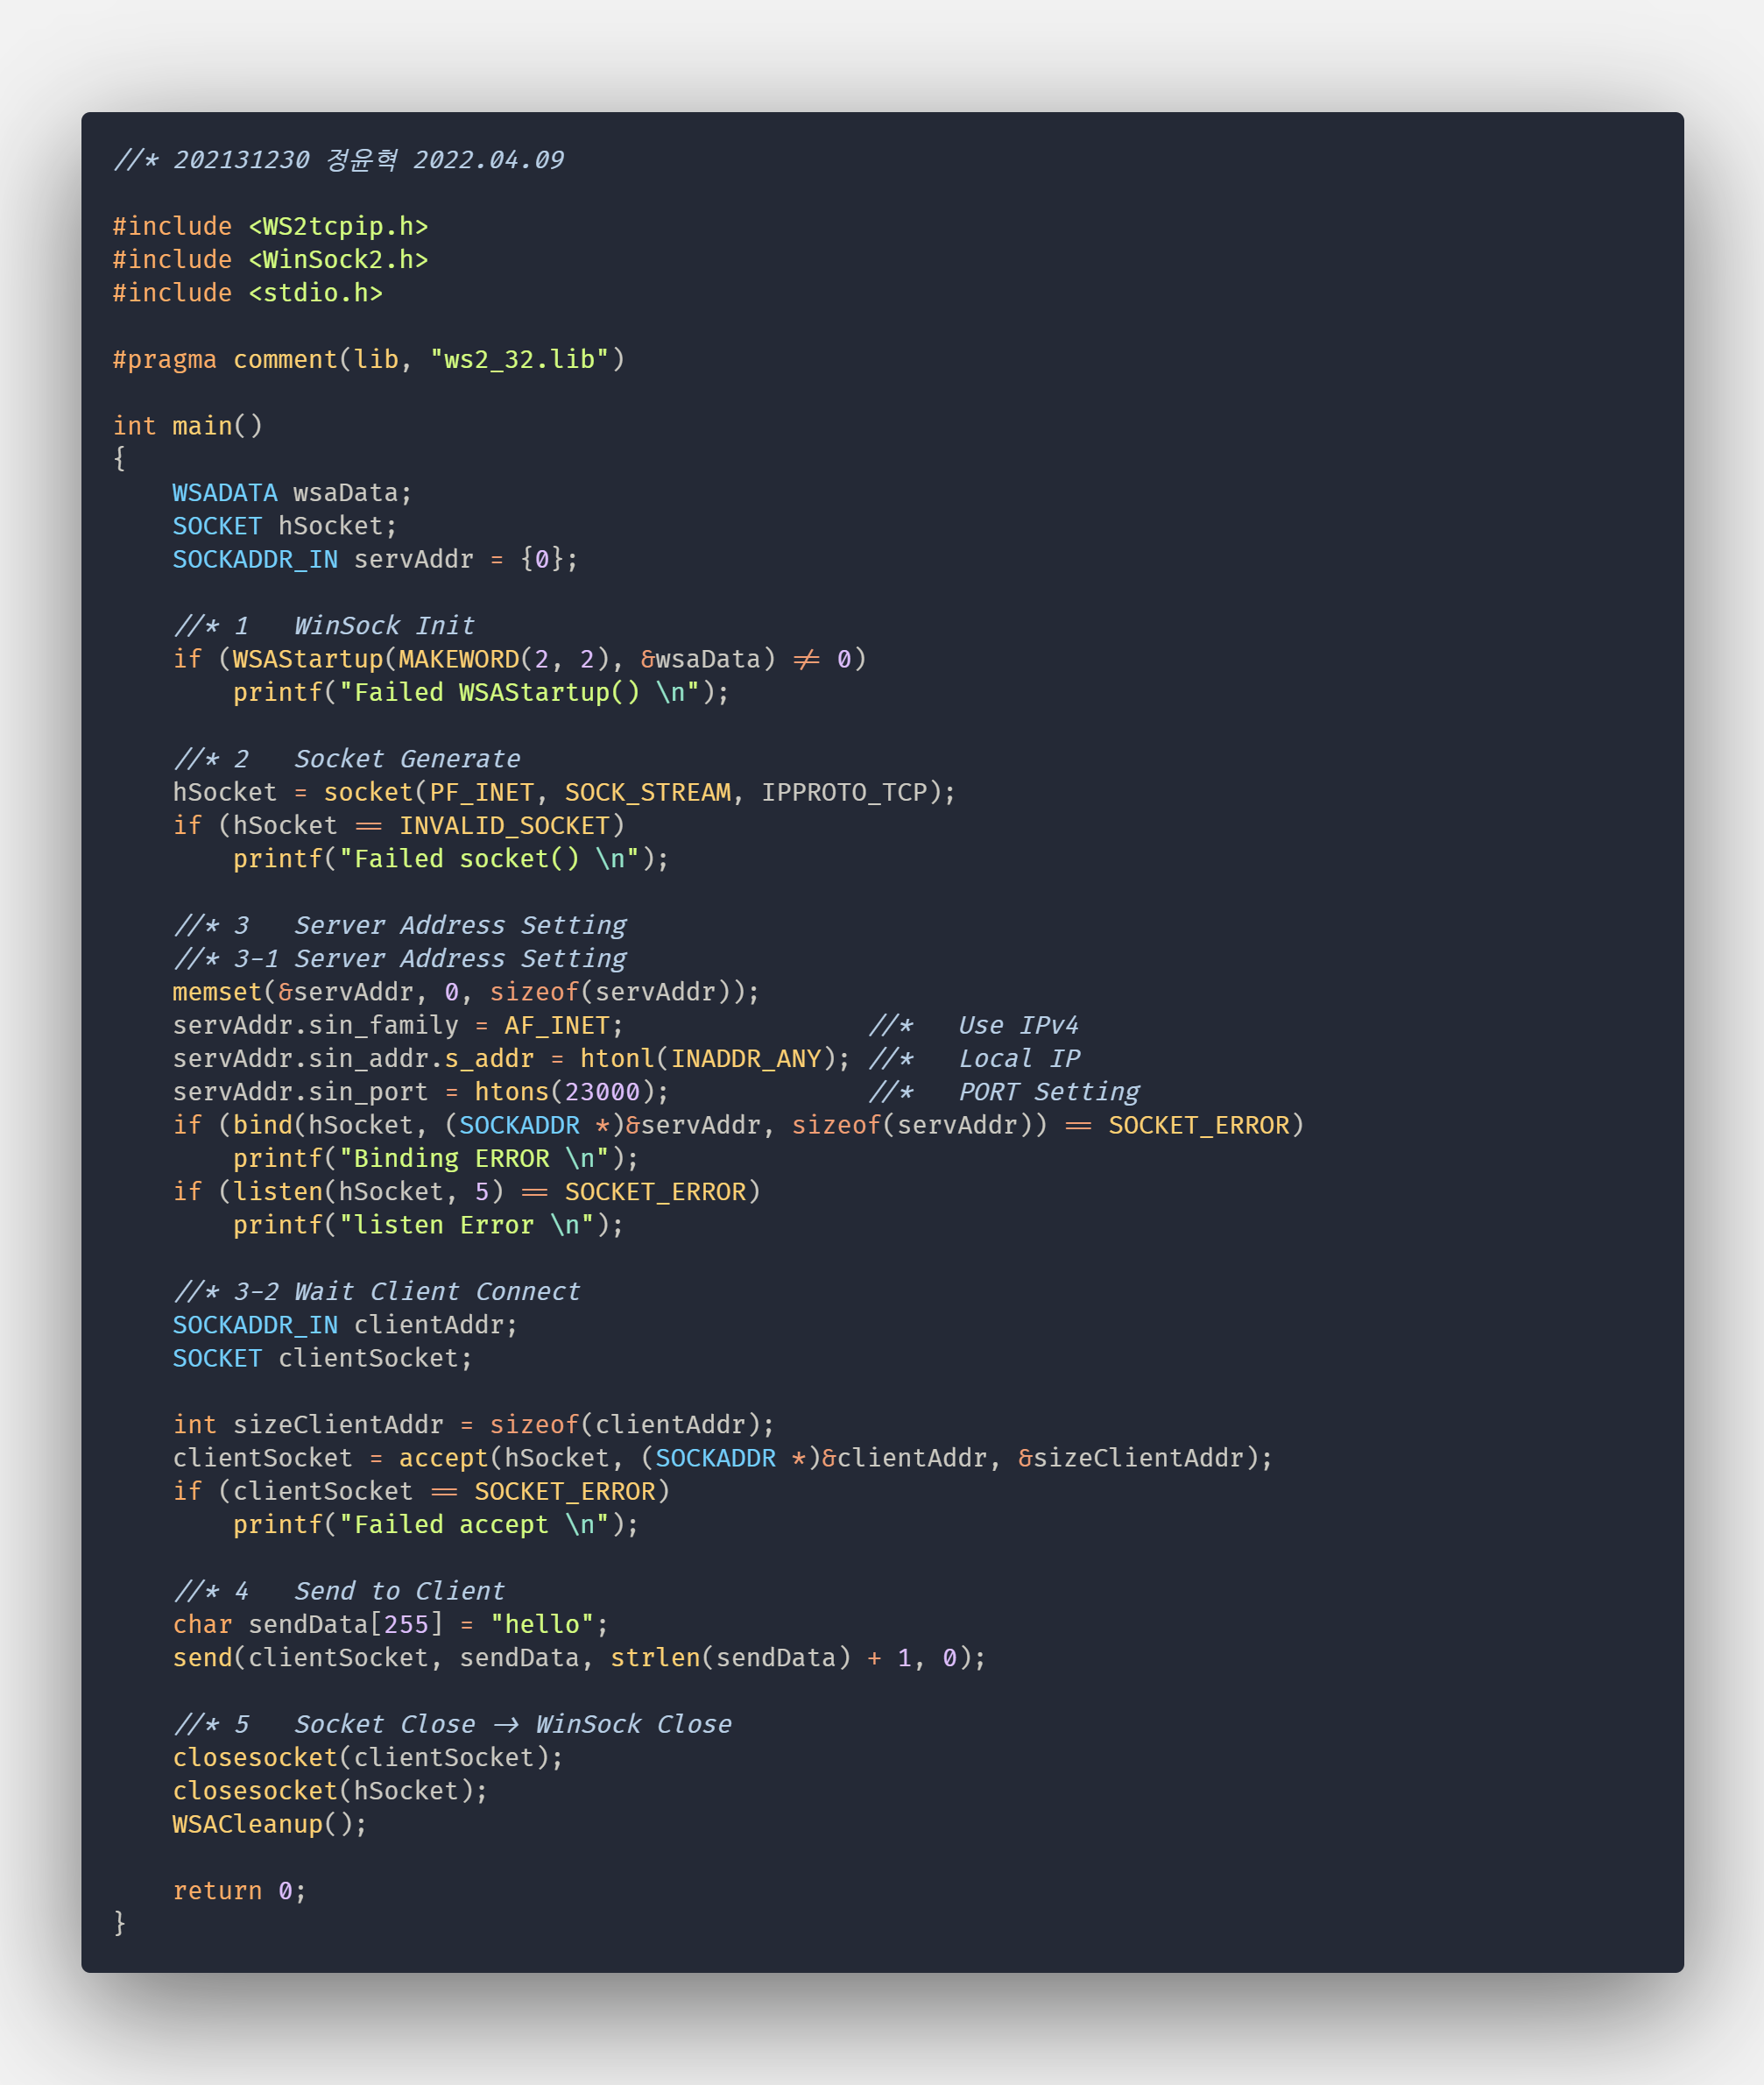 //* 202131230 정윤혁 2022.04.09
#include <WS2tcpip.h>
#include <WinSock2.h>
#include <stdio.h>
#pragma comment(lib, "ws2_32.lib")
int main()
{
    WSADATA wsaData;
    SOCKET hSocket;
    SOCKADDR_IN servAddr = {0};
    //* 1   WinSock Init
    if (WSAStartup(MAKEWORD(2, 2), &wsaData) != 0)
        printf("Failed WSAStartup() \n");
    //* 2   Socket Generate
    hSocket = socket(PF_INET, SOCK_STREAM, IPPROTO_TCP);
    if (hSocket == INVALID_SOCKET)
        printf("Failed socket() \n");
    //* 3   Server Address Setting
    //* 3-1 Server Address Setting
    memset(&servAddr, 0, sizeof(servAddr));
    servAddr.sin_family = AF_INET;                //*   Use IPv4
    servAddr.sin_addr.s_addr = htonl(INADDR_ANY); //*   Local IP
    servAddr.sin_port = htons(23000);             //*   PORT Setting
    if (bind(hSocket, (SOCKADDR *)&servAddr, sizeof(servAddr)) == SOCKET_ERROR)
        printf("Binding ERROR \n");
    if (listen(hSocket, 5) == SOCKET_ERROR)
        printf("listen Error \n");
    //* 3-2 Wait Client Connect
    SOCKADDR_IN clientAddr;
    SOCKET clientSocket;
    int sizeClientAddr = sizeof(clientAddr);
    clientSocket = accept(hSocket, (SOCKADDR *)&clientAddr, &sizeClientAddr);
    if (clientSocket == SOCKET_ERROR)
        printf("Failed accept \n");
    //* 4   Send to Client
    char sendData[255] = "hello";
    send(clientSocket, sendData, strlen(sendData) + 1, 0);
    //* 5   Socket Close -> WinSock Close
    closesocket(clientSocket);
    closesocket(hSocket);
    WSACleanup();
    return 0;
}